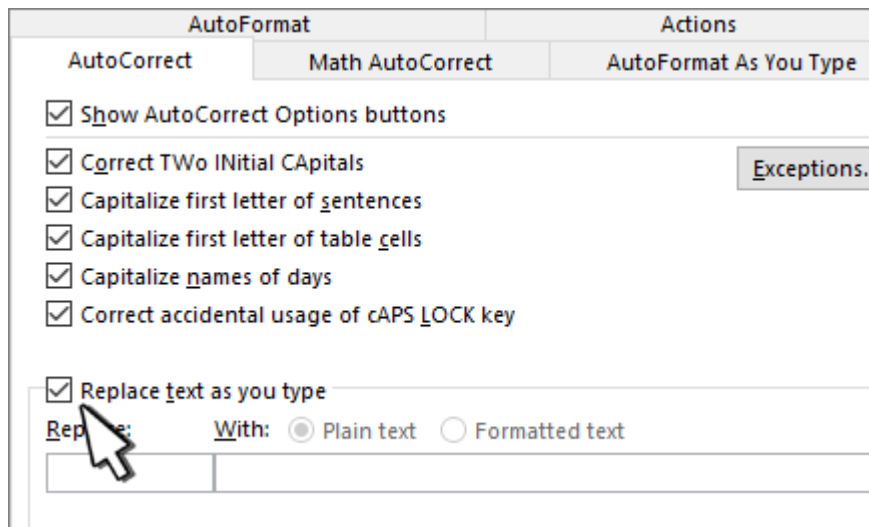 AutoFormat Actions
AutoCorrect Math AutoCorrect AutoFormat As You Type
Show AutoCorrect Options buttons
Correct TWo INitial CApitals
Exceptions.
Capitalize first letter of sentences
Capitalize first letter of table cells
Capitalize names of days
Correct accidental usage of cAPS LOCK key
Replace text as you type
With: Plain text Formatted text